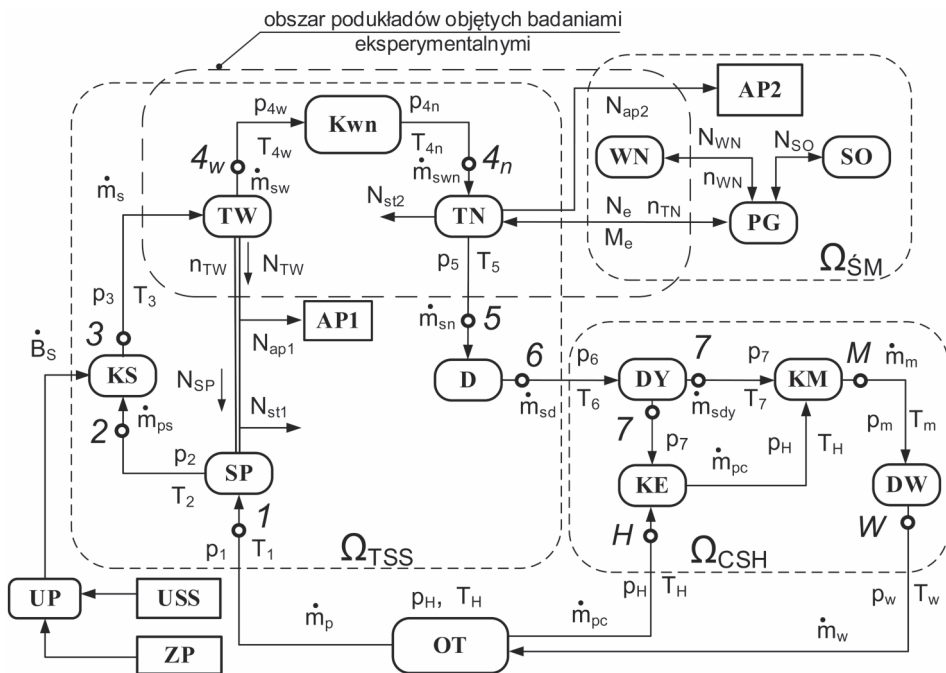 obszar podukładów objętych badaniami
eksperymentalnymi
p4w
Kwn
p4n
T4w
T4n
4w
ṁsw
ṁswn
4n
Nap2
AP2
WN
NWN
NSO
SO
nWN
ṁs
TW
Nst2
TN
Ne
nTN
Me
PG
ΩŚM
nTW
NTW
p5
T5
p3
T3
AP1
Nap1
ṁsn
5
3
ḂS
KS
NSP
D
6
p6
DY
7
p7
KM
M
ṁm
ṁsd
T6
ṁsdy
T7
2
ṁps
Nst1
7
p7
pH
TH
pm
Tm
p2
SP
T2
ṁpc
KE
DW
1
H
W
p1
T1
ΩTSS
ΩCSH
pH
TH
pw
Tw
UP
USS
ZP
ṁp
pH, TH
ṁpc
OT
ṁw